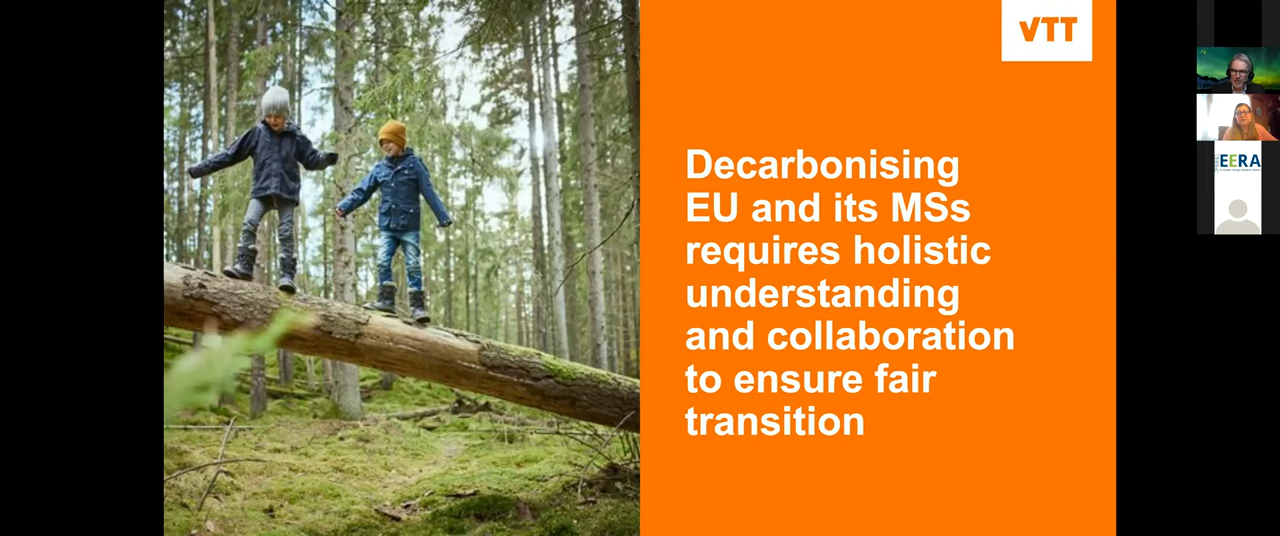 VTT
Decarbonising
EU and its MSs
requires holistic
understanding
and collaboration
to ensure fair
transition
EERA